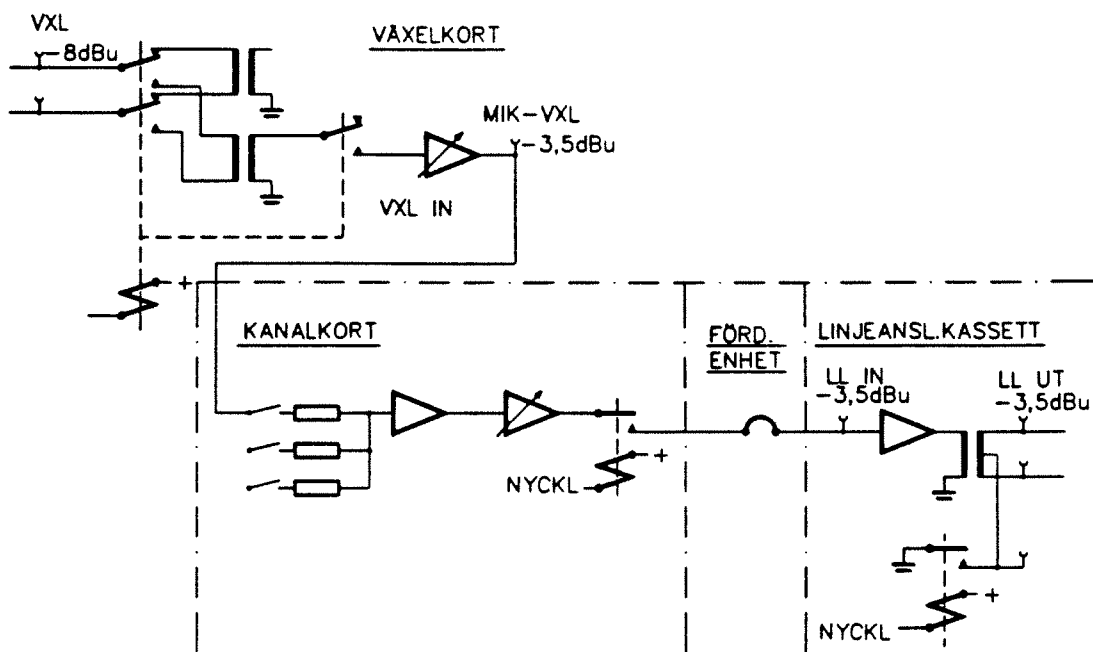 VXL
-8dBu
VÄXELKORT
MIK-VXL
-3,5dBu
VXL IN
+
KANALKORT
FÖRD.
ENHET
LINJEANSL.KASSETT
LL IN
-3,5dBu
LL UT
-3,5dBu
+
NYCKL
+
NYCKL